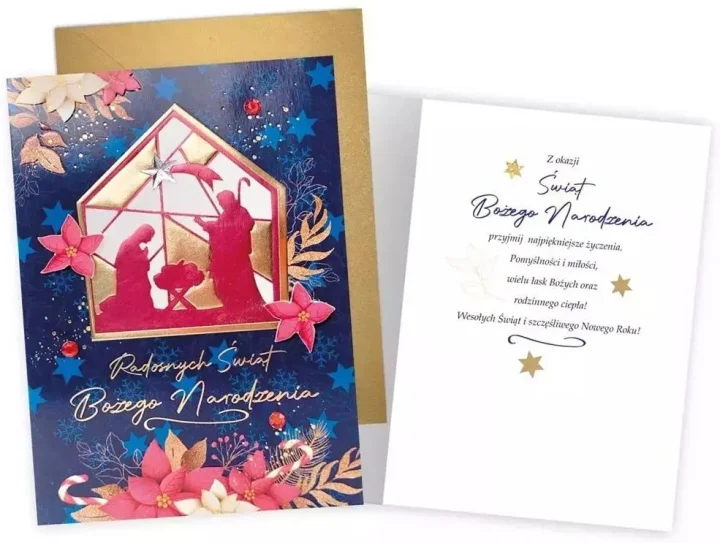 Radosnych Świąt
Bożego Narodzenia
Z okazji
Świąt
Bożego Narodzenia
przyjmij najpiękniejsze życzenia.
Pomyślności i miłości,
wielu łask Bożych oraz
rodzinnego ciepła!
Wesołych Świąt i szczęśliwego Nowego Roku!